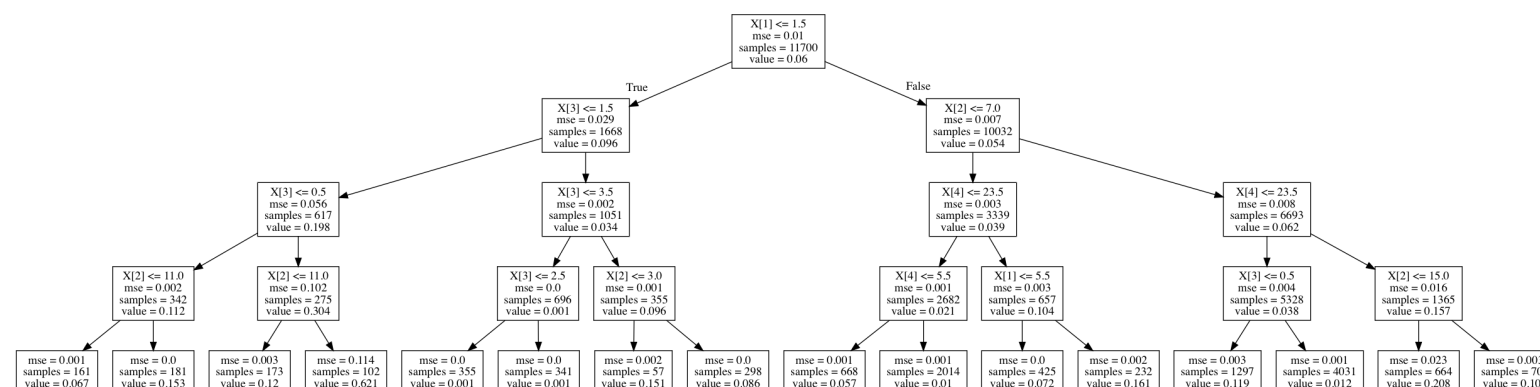 X[1] <= 1.5
mse = 0.01
samples = 11700
value = 0.06
True
False
X[3] <= 1.5
mse = 0.029
samples = 1668
value = 0.096
X[2] <= 7.0
mse = 0.007
samples = 10032
value = 0.054
X[3] <= 0.5
mse = 0.056
samples = 617
value = 0.198
X[3] <= 3.5
mse = 0.002
samples = 1051
value = 0.034
X[4] <= 23.5
mse = 0.003
samples = 3339
value = 0.039
X[4] <= 23.5
mse = 0.008
samples = 6693
value = 0.062
X[2] <= 11.0
mse = 0.002
samples = 342
value = 0.112
X[2] <= 11.0
mse = 0.102
samples = 275
value = 0.304
X[3] <= 2.5
mse = 0.0
samples = 696
value = 0.001
X[2] <= 3.0
mse = 0.001
samples = 355
value = 0.096
X[4] <= 5.5
mse = 0.001
samples = 2682
value = 0.021
X[1] <= 5.5
mse = 0.003
samples = 657
value = 0.104
X[3] <= 0.5
mse = 0.004
samples = 5328
value = 0.038
X[2] <= 15.0
mse = 0.016
samples = 1365
value = 0.157
mse = 0.001
samples = 161
value = 0.067
mse = 0.0
samples = 181
value = 0.153
mse = 0.003
samples = 173
value = 0.12
mse = 0.114
samples = 102
value = 0.621
mse = 0.0
samples = 355
value = 0.001
mse = 0.0
samples = 341
value = 0.001
mse = 0.002
samples = 57
value = 0.151
mse = 0.0
samples = 298
value = 0.086
mse = 0.001
samples = 668
value = 0.057
mse = 0.001
samples = 2014
value = 0.01
mse = 0.0
samples = 425
value = 0.072
mse = 0.002
samples = 232
value = 0.161
mse = 0.003
samples = 1297
value = 0.119
mse = 0.001
samples = 4031
value = 0.012
mse = 0.023
samples = 664
value = 0.208
mse =
samples =
value =